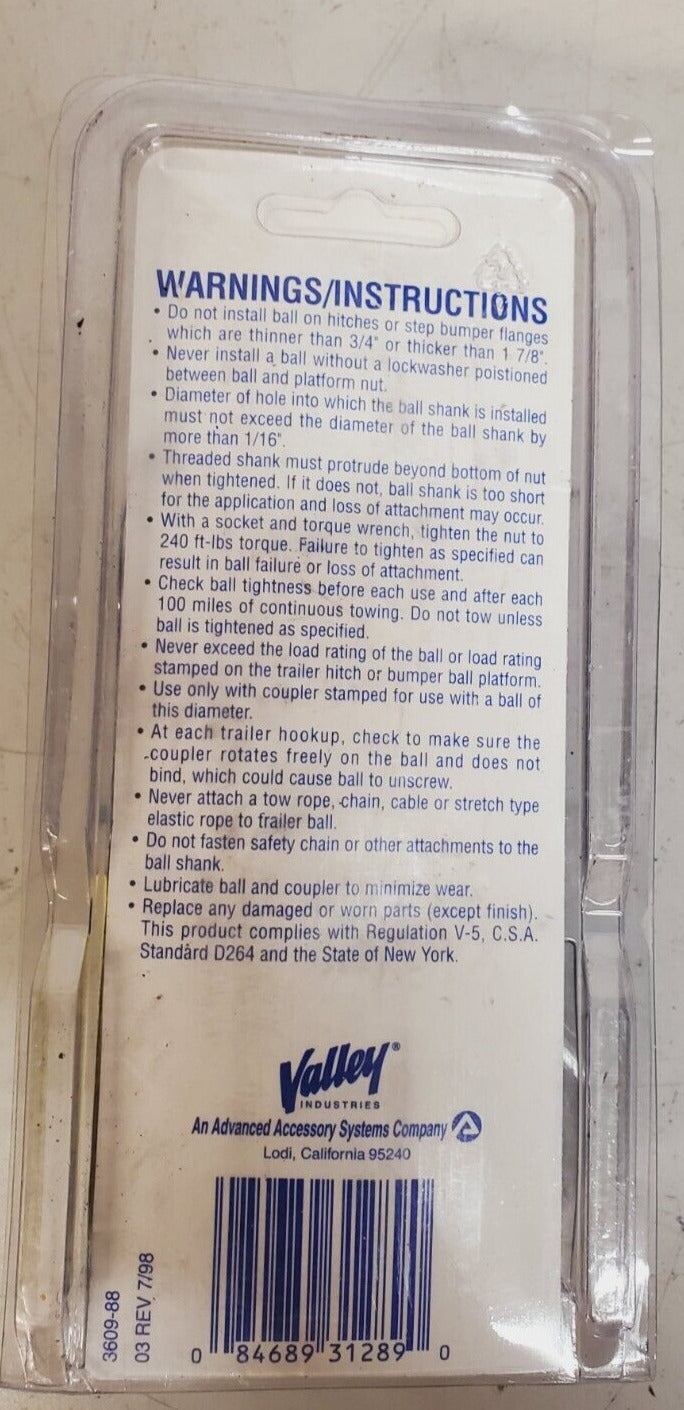 WARNINGS/INSTRUCTIONS
• Do not install ball on hitches or step bumper flanges
which are thinner than 3/4" or thicker than 1 7/8".
• Never install a ball without a lockwasher poistioned
between ball and platform nut.
• Diameter of hole into which the ball shank is installed
must not exceed the diameter of the ball shank by
more than 1/16".
• Threaded shank must protrude beyond bottom of nut
when tightened. If it does not, ball shank is too short
for the application and loss of attachment may occur.
• With a socket and torque wrench, tighten the nut to
240 ft-lbs torque. Failure to tighten as specified can
result in ball failure or loss of attachment.
• Check ball tightness before each use and after each
100 miles of continuous towing. Do not tow unless
ball is tightened as specified.
• Never exceed the load rating of the ball or load rating
stamped on the trailer hitch or bumper ball platform.
• Use only with coupler stamped for use with a ball of
this diameter.
• At each trailer hookup, check to make sure the
coupler rotates freely on the ball and does not
bind, which could cause ball to unscrew.
• Never attach a tow rope, chain, cable or stretch type
elastic rope to frailer ball.
• Do not fasten safety chain or other attachments to the
ball shank.
• Lubricate ball and coupler to minimize wear.
• Replace any damaged or worn parts (except finish).
This product complies with Regulation V-5, C.S.A.
Standard D264 and the State of New York.
Valley®
INDUSTRIES
An Advanced Accessory Systems Company
Lodi, California 95240
3609-88
03 REV 7/98
0 84689 31289 0